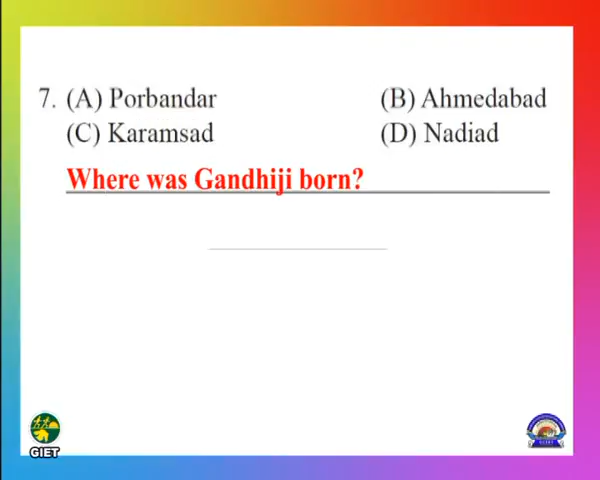 7. (A) Porbandar (B) Ahmedabad
(C) Karamsad (D) Nadiad
Where was Gandhiji born?
GIET